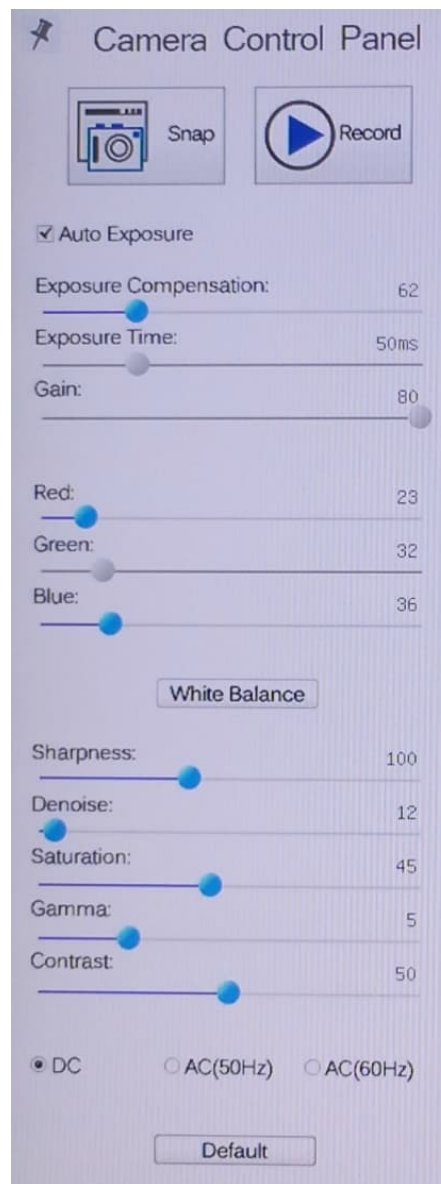 Camera Control Panel
Snap
Record
Auto Exposure
Exposure Compensation: 62
Exposure Time: 50ms
Gain: 80
Red: 23
Green: 32
Blue: 36
White Balance
Sharpness: 100
Denoise: 12
Saturation: 45
Gamma: 5
Contrast: 50
DC AC(50Hz) AC(60Hz)
Default